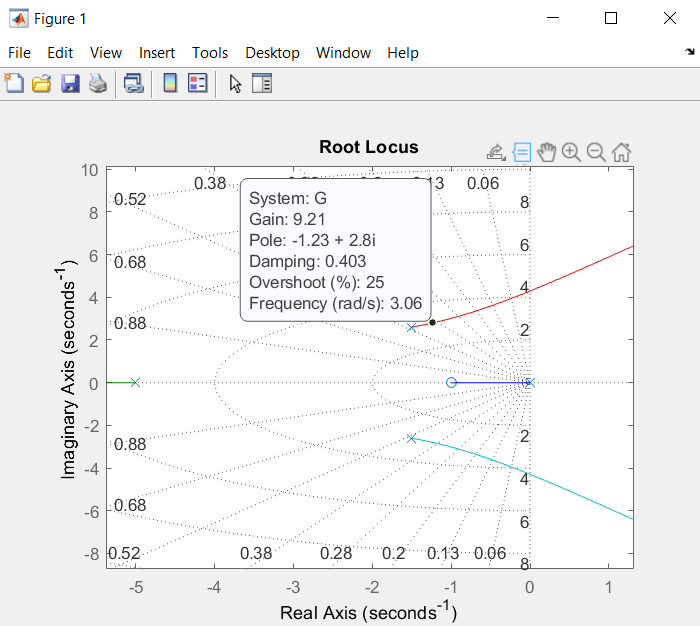 Figure 1
File Edit View Insert Tools Desktop Window Help
Root Locus
System: G
Gain: 9.21
Pole: -1.23 + 2.8i
Damping: 0.403
Overshoot (%): 25
Frequency (rad/s): 3.06
0.38 13 0.06
0.52
0.68
0.88
0.88
0.68
0.52 0.38 0.28 0.2 0.13 0.06
8
6
4
2
2
4
6
8
10
8
6
4
2
0
-2
-4
-6
-8
-5 -4 -3 -2 -1 0 1
Imaginary Axis (seconds⁻¹)
Real Axis (seconds⁻¹)